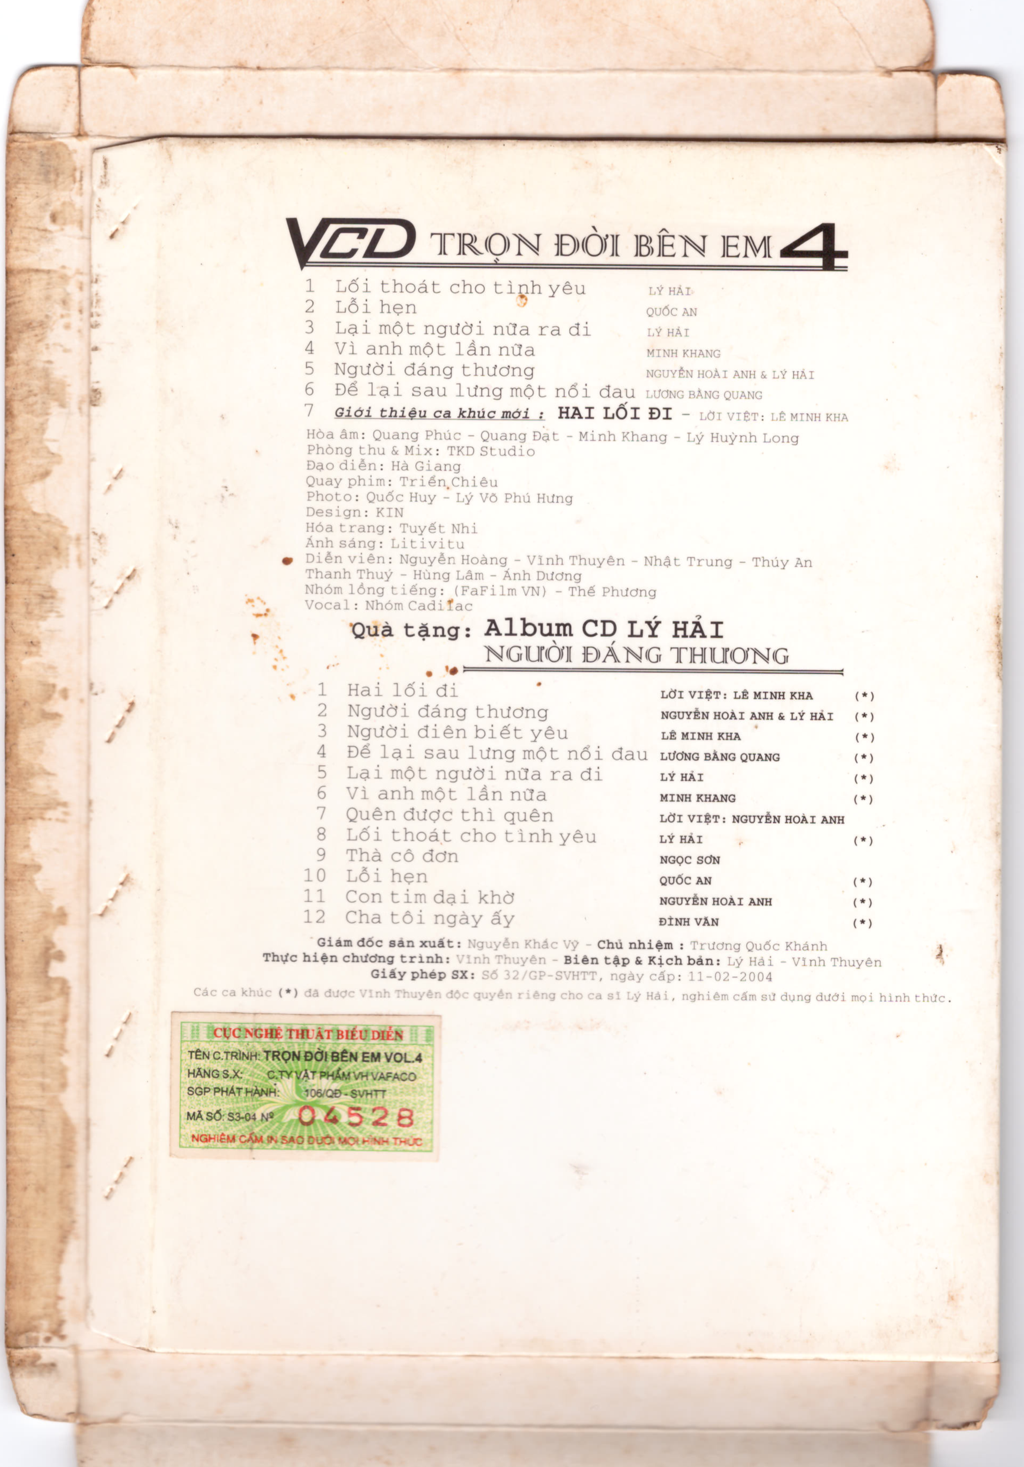 VCD TRỌN ĐỜI BÊN EM 4
1 Lối thoát cho tình yêu LÝ HẢI
2 Lỗi hẹn QUỐC AN
3 Lại một người nữa ra đi LÝ HẢI
4 Vì anh một lần nữa MINH KHANG
5 Người đáng thương NGUYỄN HOÀI ANH & LÝ HẢI
6 Để lại sau lưng một nỗi đau LƯƠNG BẰNG QUANG
7 Giới thiệu ca khúc mới : HAI LỐI ĐI - LỜI VIỆT: LÊ MINH KHA
Hòa âm: Quang Phúc - Quang Đạt - Minh Khang - Lý Huỳnh Long
Phòng thu & Mix: TKD Studio
Đạo diễn: Hà Giang
Quay phim: Triển Chiêu
Photo: Quốc Huy - Lý Võ Phú Hưng
Design: KIN
Hóa trang: Tuyết Nhi
Ánh sáng: Litivitu
Diễn viên: Nguyễn Hoàng - Vĩnh Thuyên - Nhật Trung - Thúy An
Thanh Thuý - Hùng Lâm - Ánh Dương
Nhóm lồng tiếng: (FaFilm VN) - Thế Phương
Vocal: Nhóm Cadillac
Quà tặng: Album CD LÝ HẢI
NGƯỜI ĐÁNG THƯƠNG
1 Hai lối đi LỜI VIỆT: LÊ MINH KHA (*)
2 Người đáng thương NGUYỄN HOÀI ANH & LÝ HẢI (*)
3 Người điên biết yêu LÊ MINH KHA (*)
4 Để lại sau lưng một nỗi đau LƯƠNG BẰNG QUANG (*)
5 Lại một người nữa ra đi LÝ HẢI (*)
6 Vì anh một lần nữa MINH KHANG (*)
7 Quên được thì quên LỜI VIỆT: NGUYỄN HOÀI ANH
8 Lối thoát cho tình yêu LÝ HẢI (*)
9 Thà cô đơn NGỌC SƠN
10 Lỗi hẹn QUỐC AN (*)
11 Con tim dại khờ NGUYỄN HOÀI ANH (*)
12 Cha tôi ngày ấy ĐÌNH VĂN (*)
Giám đốc sản xuất: Nguyễn Khắc Vỹ - Chủ nhiệm : Trương Quốc Khánh
Thực hiện chương trình: Vĩnh Thuyên - Biên tập & Kịch bản: Lý Hải - Vĩnh Thuyên
Giấy phép SX: Số 32/GP-SVHTT, ngày cấp: 11-02-2004
Các ca khúc (*) đã được Vĩnh Thuyên độc quyền riêng cho ca sĩ Lý Hải, nghiêm cấm sử dụng dưới mọi hình thức.
CỤC NGHỆ THUẬT BIỂU DIỄN
TÊN C.TRÌNH: TRỌN ĐỜI BÊN EM VOL.4
HÃNG S.X: C.TY VẬT PHẨM VH VAFACO
SGP PHÁT HÀNH: 106/QĐ - SVHTT
MÃ SỐ: S3-04 Nº 04528
NGHIÊM CẤM IN SAO DƯỚI MỌI HÌNH THỨC